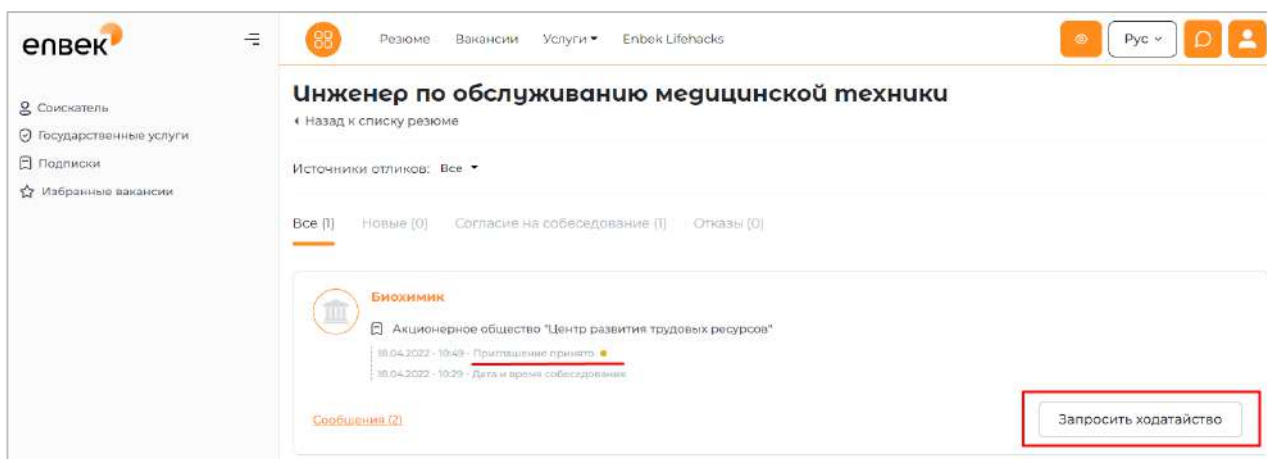 enbek
Резюме Вакансии Услуги Enbek Lifehacks Рус
Соискатель
Государственные услуги
Подписки
Избранные вакансии
Инженер по обслуживанию медицинской техники
Назад к списку резюме
Источники отликов: Все
Все (1) Новые (0) Согласие на собеседование (1) Отказы (0)
Биохимик
Акционерное общество "Центр развития трудовых ресурсов"
18.04.2022 - 10:49 - Приглашение принято
18.04.2022 - 10:29 - Дата и время собеседования
Сообщения (2)
Запросить ходатайство